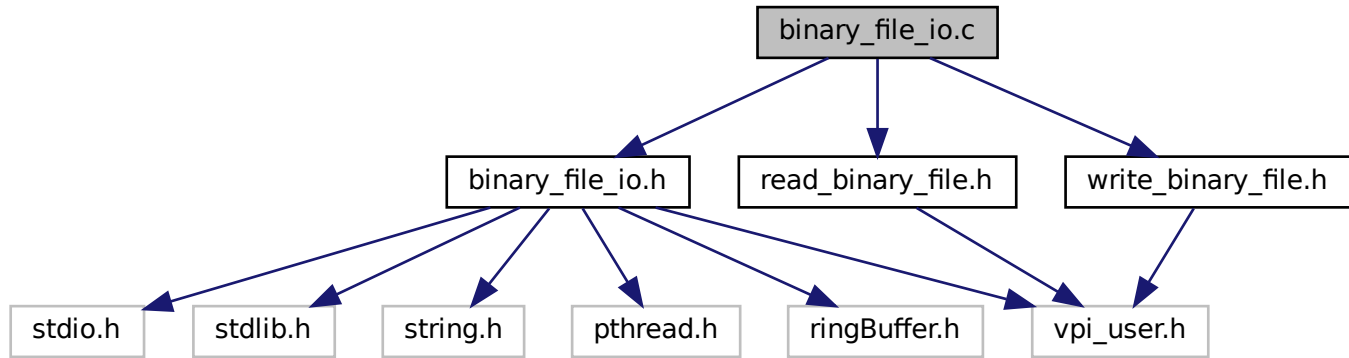 binary_file_io.c
binary_file_io.h
read_binary_file.h
write_binary_file.h
stdio.h
stdlib.h
string.h
pthread.h
ringBuffer.h
vpi_user.h